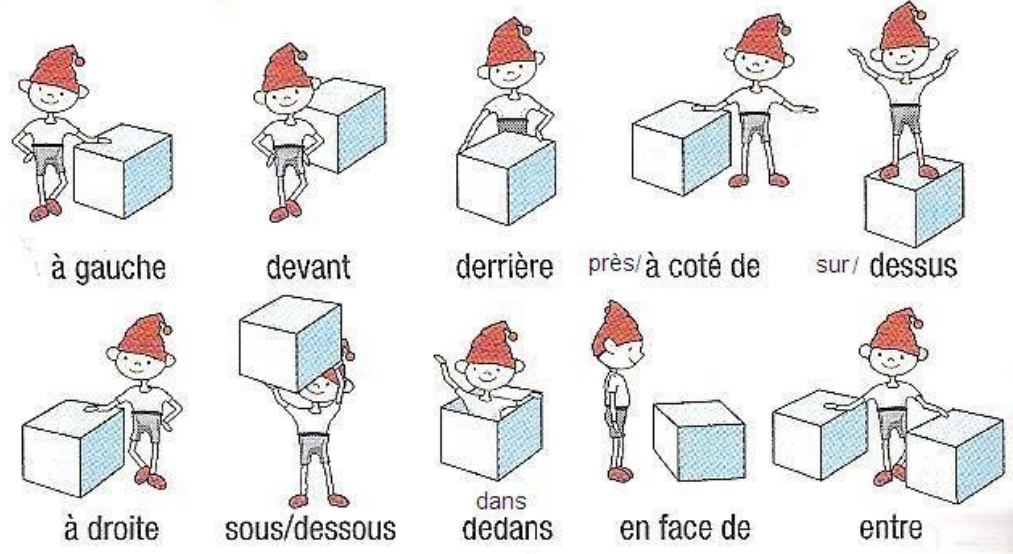 à gauche
devant
derrière
près/ à coté de
sur/ dessus
à droite
sous/dessous
dans
dedans
en face de
entre